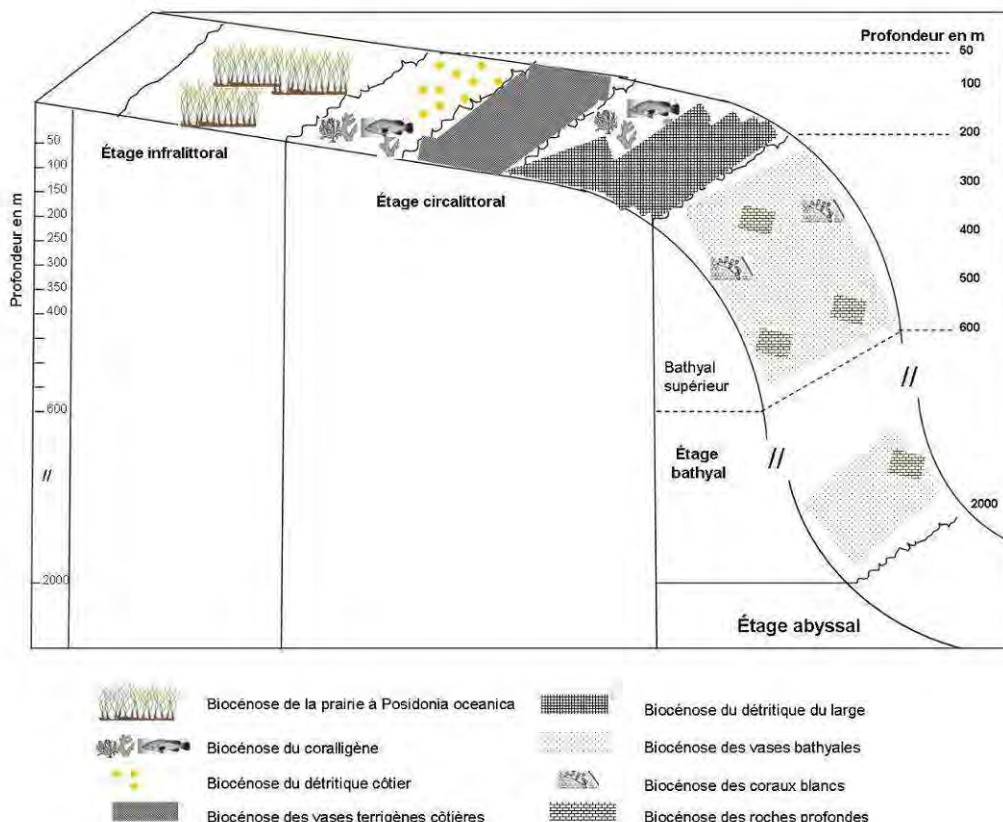 Profondeur en m
50
100
200
300
400
500
600
2000
Étage infralittoral
Étage circalittoral
Profondeur en m
50
100
150
200
250
300
350
400
600
//
2000
Bathyal
supérieur
Étage
bathyal
//
//
Étage abyssal
Biocénose de la prairie à Posidonia oceanica
Biocénose du coralligène
Biocénose du détritique côtier
Biocénose des vases terrigènes côtières
Biocénose du détritique du large
Biocénose des vases bathyales
Biocénose des coraux blancs
Biocénose des roches profondes